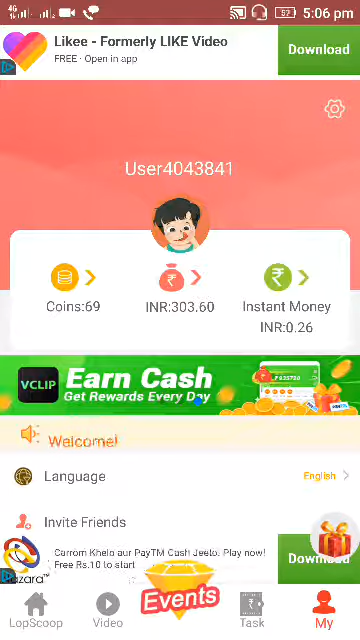 4G
5:06 pm
57
Likee - Formerly LIKE Video
FREE · Open in app
Download
User4043841
Coins:69
INR:303.60
Instant Money
INR:0.26
VCLIP
Earn Cash
Get Rewards Every Day
Welcome!
Language
English
Invite Friends
Carrom Khelo aur PayTM Cash Jeeto. Play now!
Free Rs.10 to start
Events
LopScoop
Video
Task
My